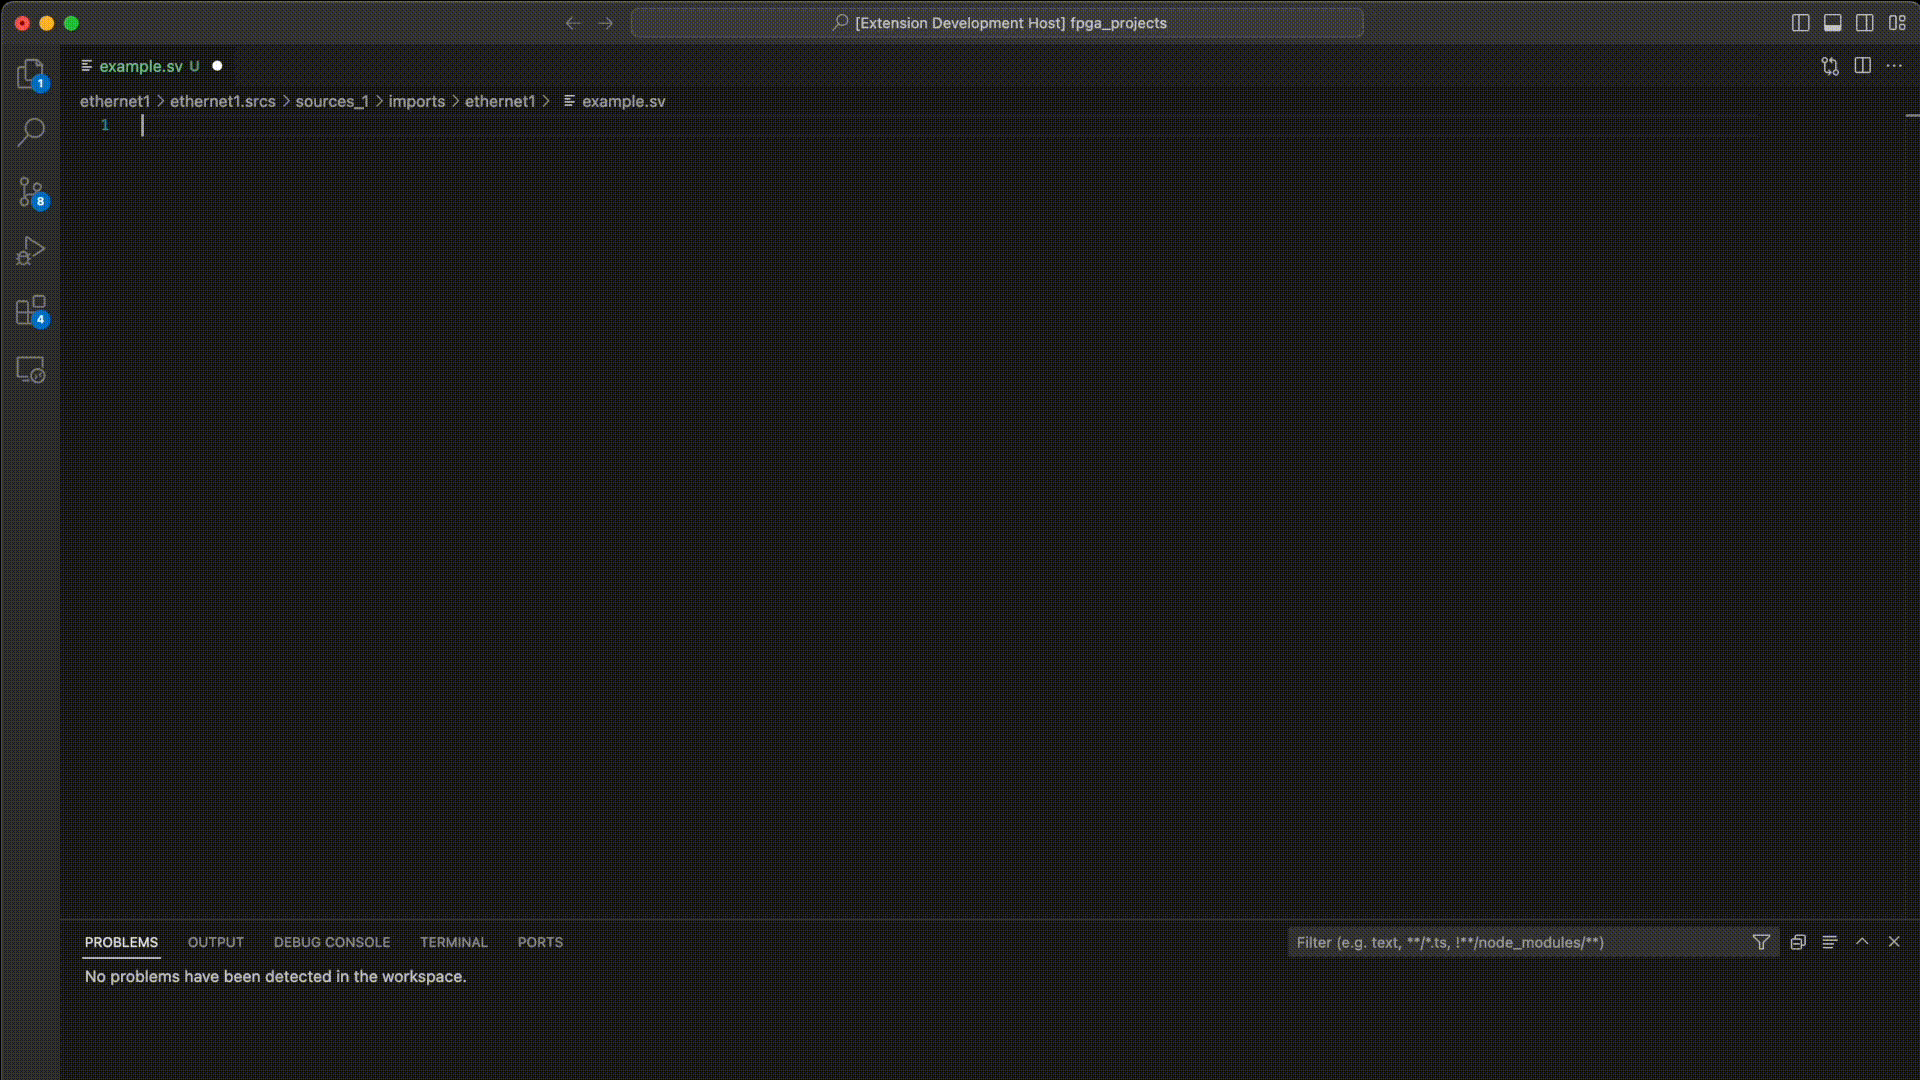 [Extension Development Host] fpga_projects
example.sv U
1
ethernet1 > ethernet1.srcs > sources_1 > imports > ethernet1 > example.sv
1
8
4
PROBLEMS OUTPUT DEBUG CONSOLE TERMINAL PORTS
Filter (e.g. text, **/*.ts, !**/node_modules/**)
No problems have been detected in the workspace.